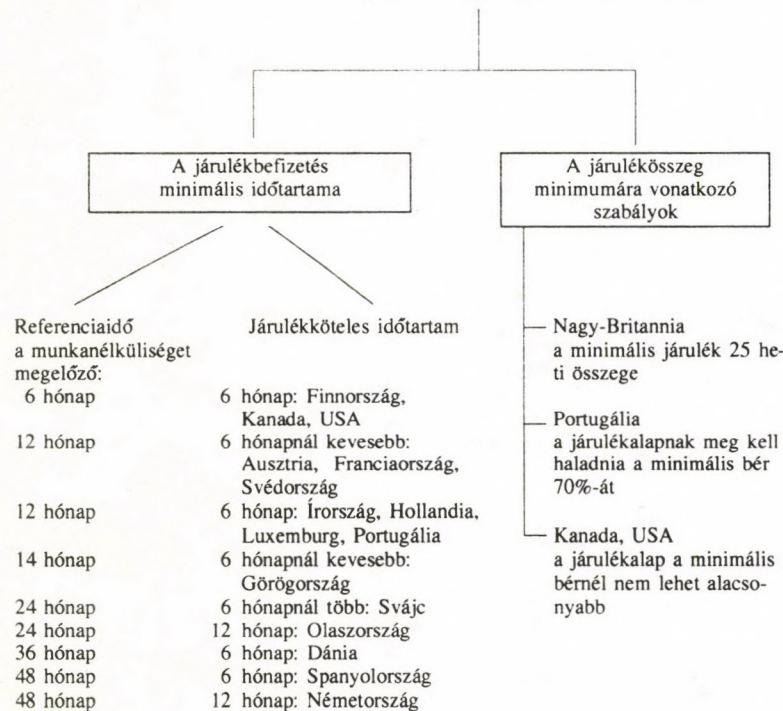 A járulékbefizetés
minimális időtartama
A járulékösszeg
minimumára vonatkozó
szabályok
Referenciaidő
a munkanélküliséget
megelőző:
Járulékköteles időtartam
6 hónap 6 hónap: Finnország,
Kanada, USA
12 hónap 6 hónapnál kevesebb:
Ausztria, Franciaország,
Svédország
12 hónap 6 hónap: Írország, Hollandia,
Luxemburg, Portugália
14 hónap 6 hónapnál kevesebb:
Görögország
24 hónap 6 hónapnál több: Svájc
24 hónap 12 hónap: Olaszország
36 hónap 6 hónap: Dánia
48 hónap 6 hónap: Spanyolország
48 hónap 12 hónap: Németország
Nagy-Britannia
a minimális járulék 25 he-
ti összege
Portugália
a járulékalapnak meg kell
haladnia a minimális bér
70%-át
Kanada, USA
a járulékalap a minimális
bérnél nem lehet alacso-
nyabb